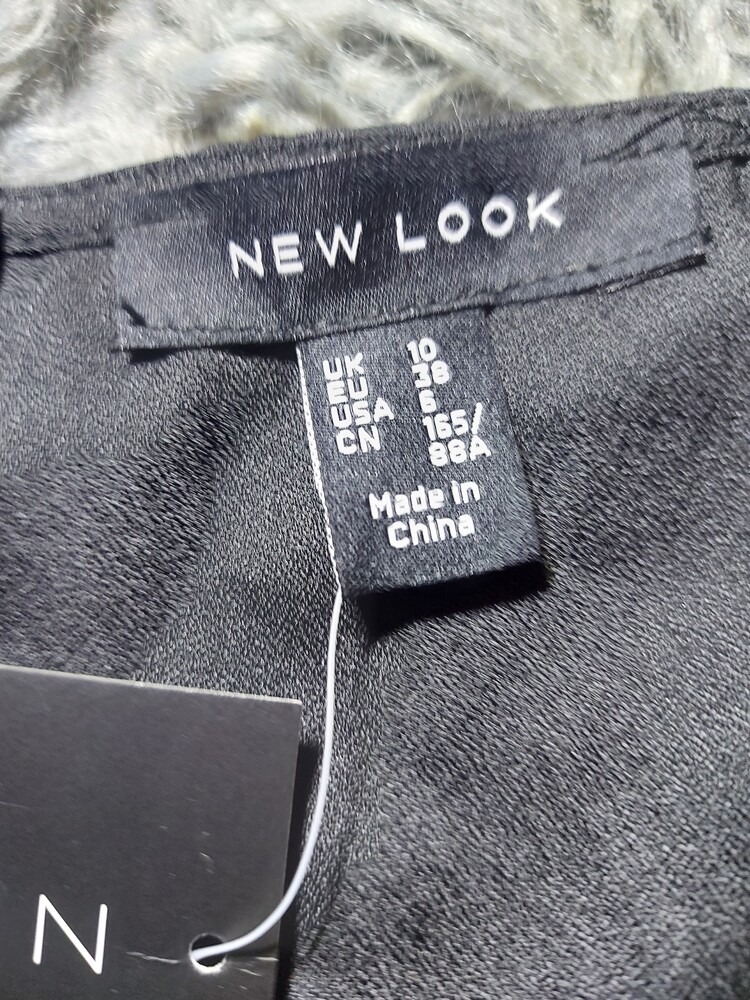 NEW LOOK
UK 10
EU 38
USA 6
CN 165/
88A
Made in
China
N